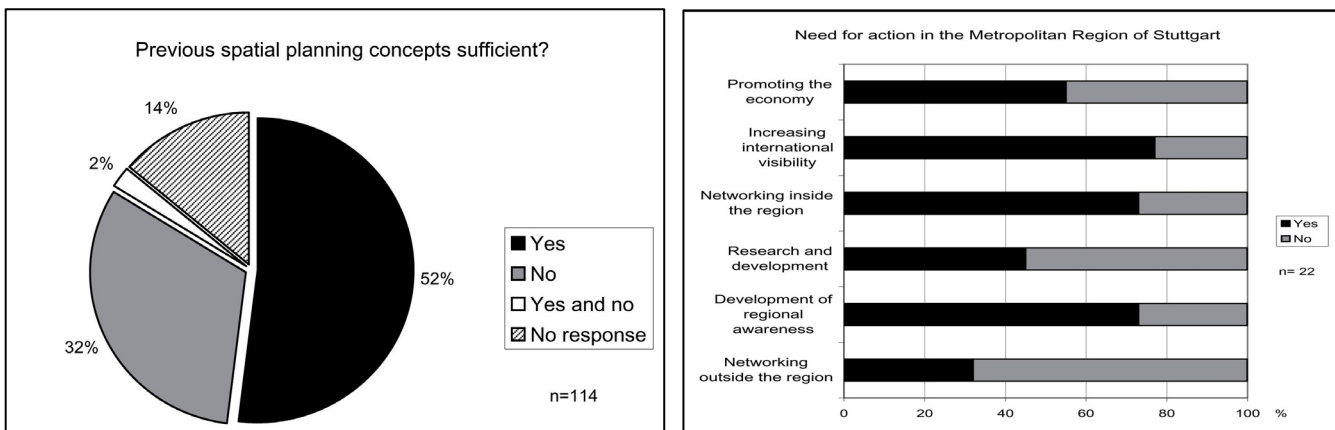 Previous spatial planning concepts sufficient?
14%
2%
52%
32%
Yes
No
Yes and no
No response
n=114
Need for action in the Metropolitan Region of Stuttgart
Promoting the
economy
Increasing
international
visibility
Networking inside
the region
Research and
development
Development of
regional
awareness
Networking
outside the region
0 20 40 60 80 100 %
Yes
No
n= 22